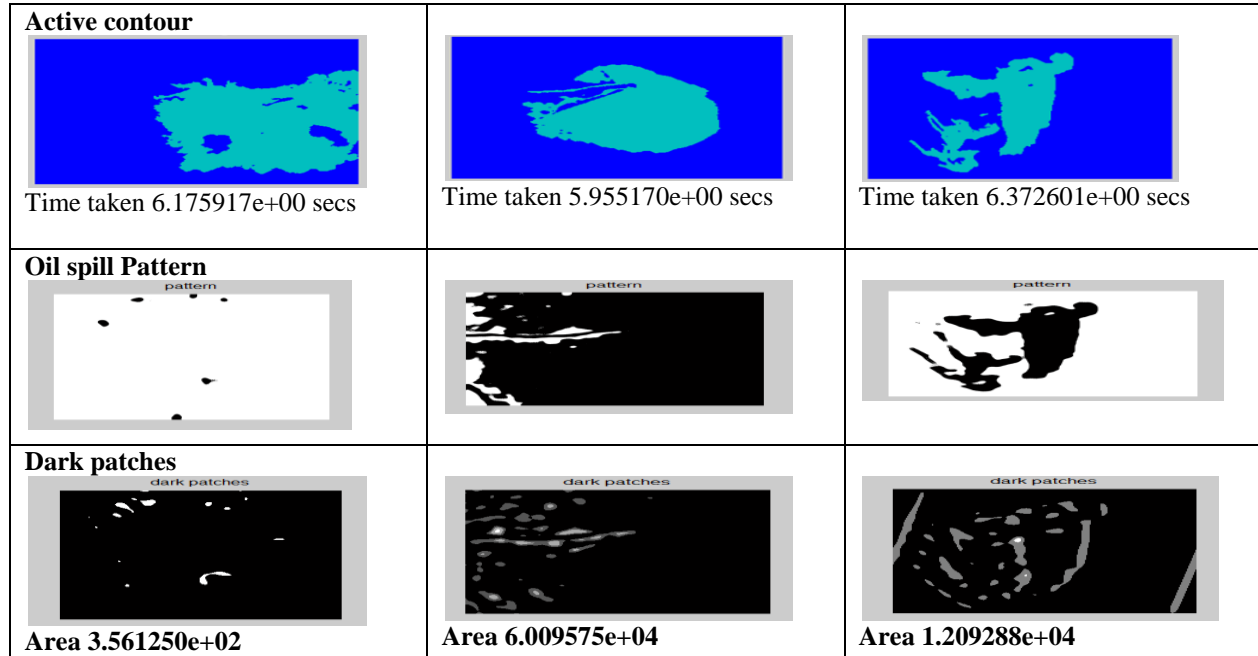 Active contour
Time taken 6.175917e+00 secs
Time taken 5.955170e+00 secs
Time taken 6.372601e+00 secs
Oil spill Pattern
pattern
pattern
pattern
Dark patches
dark patches
dark patches
dark patches
Area 3.561250e+02
Area 6.009575e+04
Area 1.209288e+04